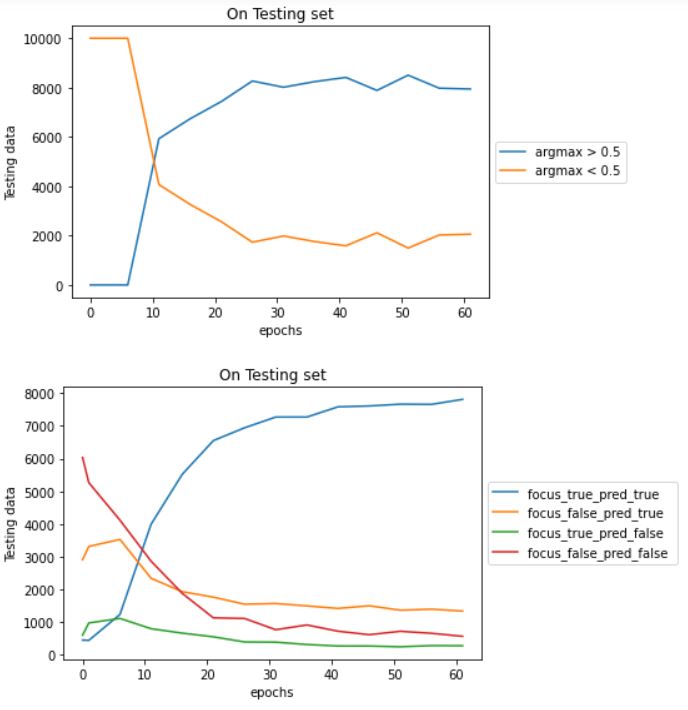 On Testing set
10000
8000
6000
4000
2000
0
Testing data
0 10 20 30 40 50 60
epochs
argmax > 0.5
argmax < 0.5
On Testing set
8000
7000
6000
5000
4000
3000
2000
1000
0
Testing data
0 10 20 30 40 50 60
epochs
focus_true_pred_true
focus_false_pred_true
focus_true_pred_false
focus_false_pred_false